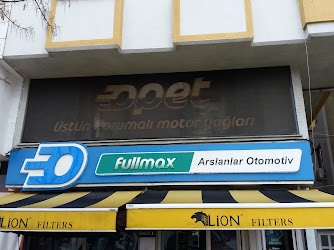 opet
Üstün korumalı motor yağları
fullmax Arslanlar Otomotiv
LiON FILTERS
LiON FILTERS